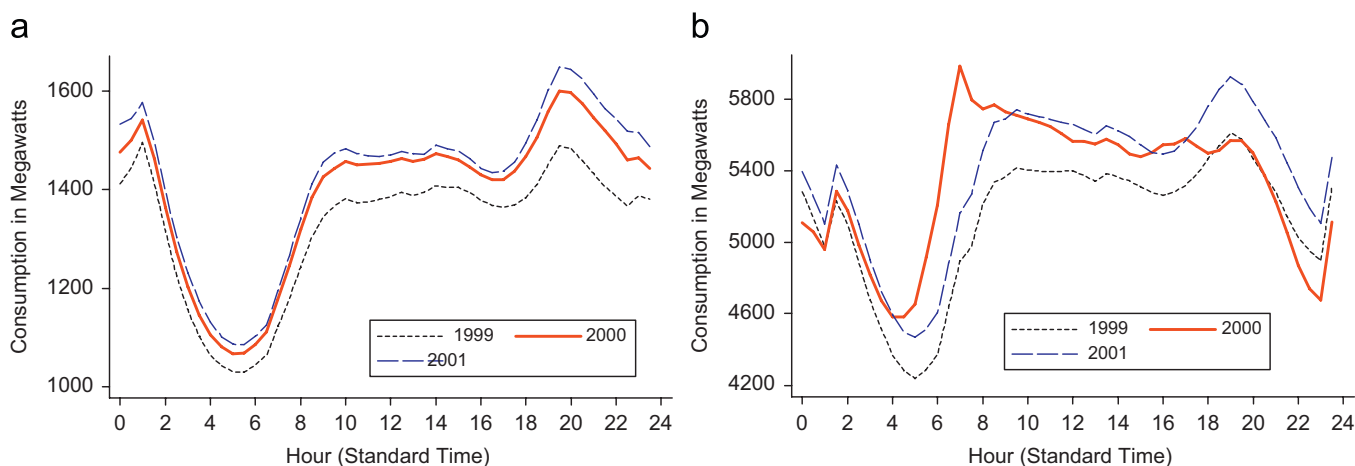 a
Consumption in Megawatts
1600
1400
1200
1000
0 2 4 6 8 10 12 14 16 18 20 22 24
Hour (Standard Time)
1999 2000
2001
b
Consumption in Megawatts
5800
5400
5000
4600
4200
0 2 4 6 8 10 12 14 16 18 20 22 24
Hour (Standard Time)
1999 2000
2001